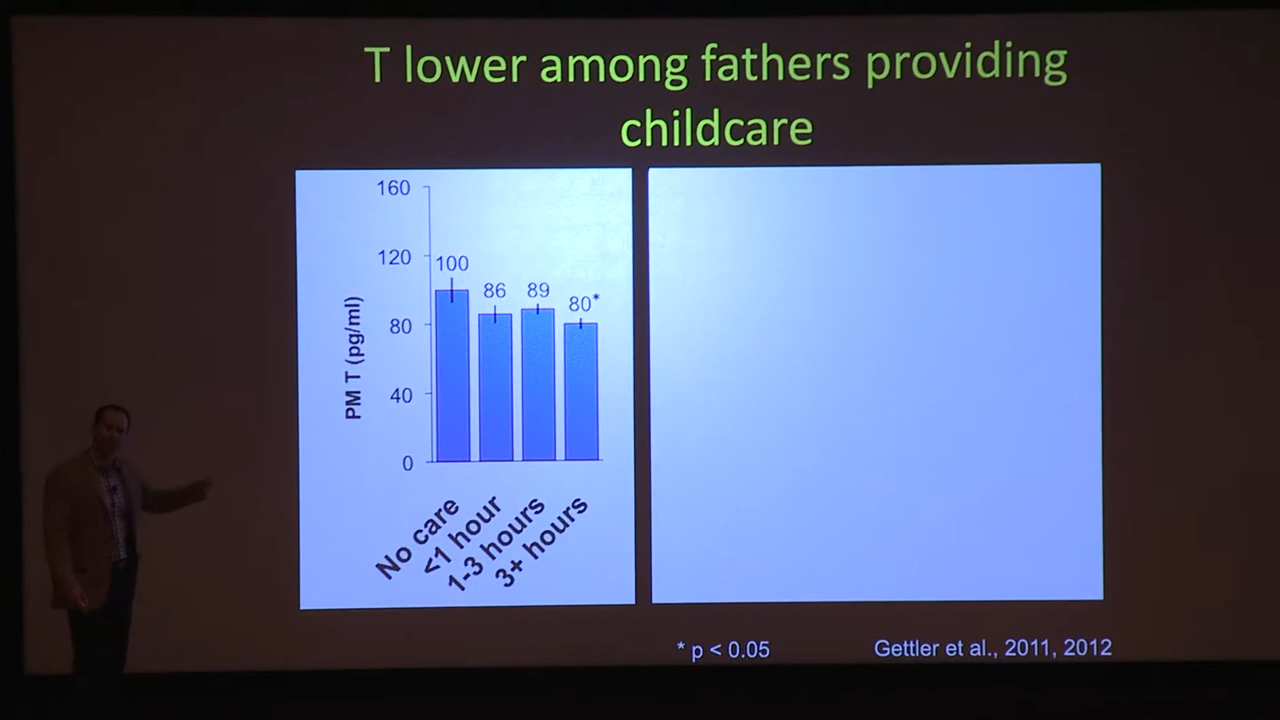 T lower among fathers providing
childcare
160
120
80
40
0
PM T (pg/ml)
100
86
89
80*
No care
<1 hour
1-3 hours
3+ hours
* p < 0.05
Gettler et al., 2011, 2012